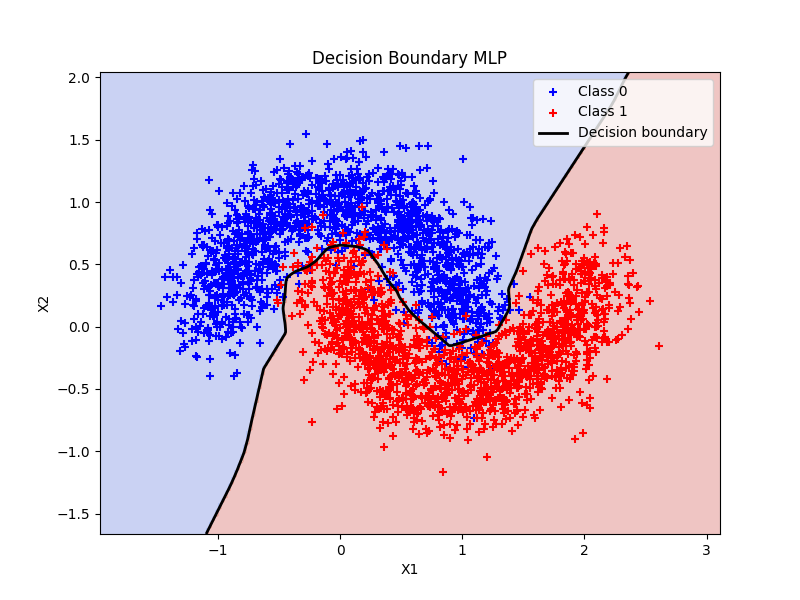 Decision Boundary MLP
Class 0
Class 1
Decision boundary
X2
2.0
1.5
1.0
0.5
0.0
−0.5
−1.0
−1.5
−1
0
1
2
3
X1